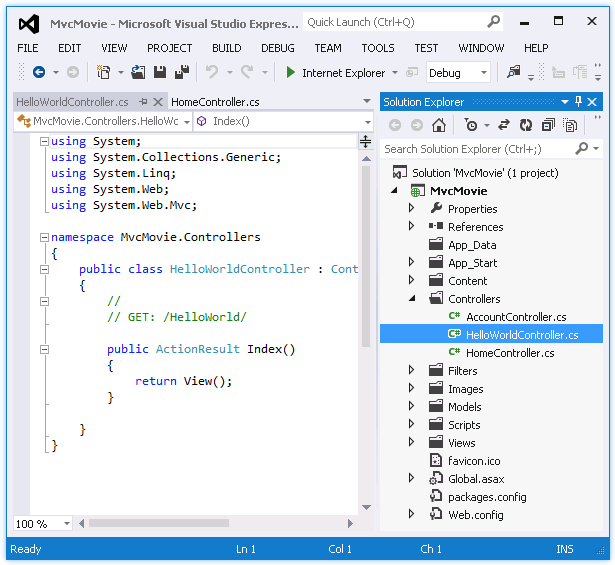 MvcMovie - Microsoft Visual Studio Expres...
Quick Launch (Ctrl+Q)
FILE EDIT VIEW PROJECT BUILD DEBUG TEAM TOOLS TEST WINDOW HELP
Internet Explorer Debug
HelloWorldController.cs HomeController.cs
MvcMovie.Controllers.HelloWc Index()
using System;
using System.Collections.Generic;
using System.Linq;
using System.Web;
using System.Web.Mvc;
namespace MvcMovie.Controllers
{
public class HelloWorldController : Cont
{
//
// GET: /HelloWorld/
public ActionResult Index()
{
return View();
}
}
}
100 %
Solution Explorer
Search Solution Explorer (Ctrl+;)
Solution 'MvcMovie' (1 project)
MvcMovie
Properties
References
App_Data
App_Start
Content
Controllers
C# AccountController.cs
C# HelloWorldController.cs
C# HomeController.cs
Filters
Images
Models
Scripts
Views
favicon.ico
Global.asax
packages.config
Web.config
Ready Ln 1 Col 1 Ch 1 INS